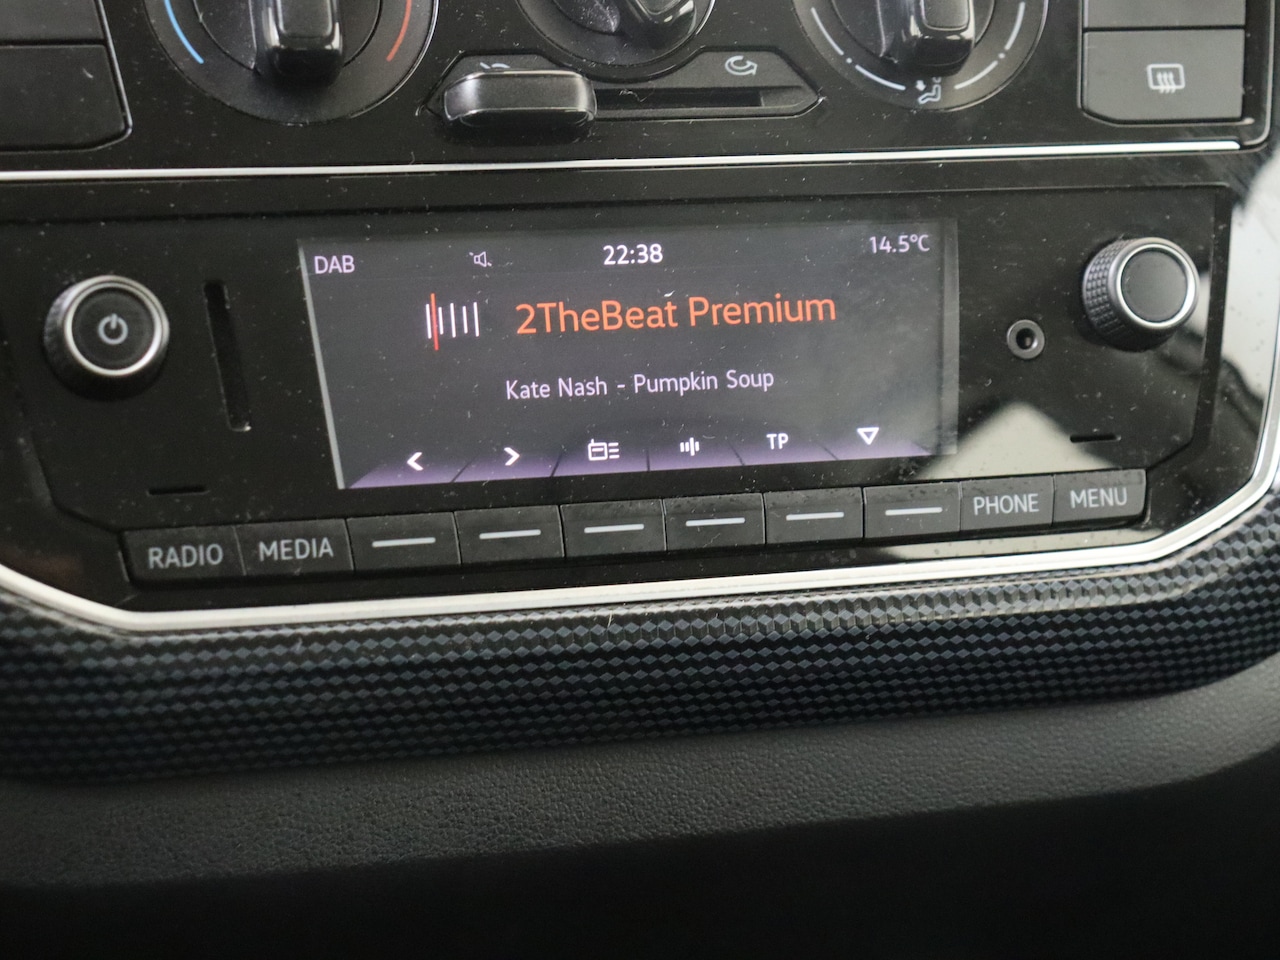 DAB 22:38 14.5°C
2TheBeat Premium
Kate Nash - Pumpkin Soup
TP
RADIO MEDIA PHONE MENU